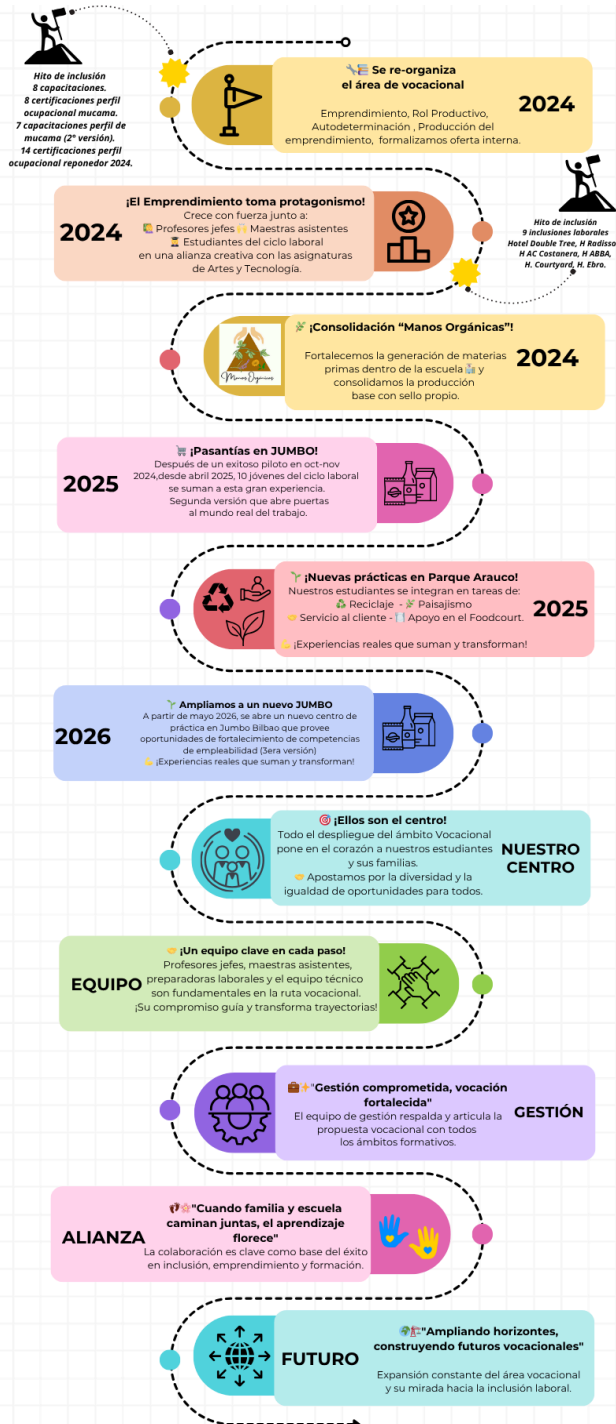 Hito de inclusión
8 capacitaciones.
8 certificaciones perfil
ocupacional mucama.
7 capacitaciones perfil de
mucama (2° versión).
14 certificaciones perfil
ocupacional reponedor 2024.
🔧📚 Se re-organiza
el área de vocacional
Emprendimiento, Rol Productivo,
Autodeterminación , Producción del
emprendimiento, formalizamos oferta interna.
2024
¡El Emprendimiento toma protagonismo!
Crece con fuerza junto a:
Profesores jefes 🙌 Maestras asistentes
Estudiantes del ciclo laboral
en una alianza creativa con las asignaturas
de Artes y Tecnología.
2024
Hito de inclusión
9 inclusiones laborales
Hotel Double Tree, H Radisso
H AC Costanera, H ABBA,
H. Courtyard, H. Ebro.
Manos Orgánicas
🌿 ¡Consolidación “Manos Orgánicas”!
Fortalecemos la generación de materias
primas dentro de la escuela y
consolidamos la producción
base con sello propio.
2024
🛒 ¡Pasantías en JUMBO!
Después de un exitoso piloto en oct-nov
2024,desde abril 2025, 10 jóvenes del ciclo laboral
se suman a esta gran experiencia.
Segunda versión que abre puertas
al mundo real del trabajo.
2025
🌱 ¡Nuevas prácticas en Parque Arauco!
Nuestros estudiantes se integran en tareas de:
♻️ Reciclaje - 🌿 Paisajismo
🤝 Servicio al cliente - 🍽️ Apoyo en el Foodcourt.
💪 ¡Experiencias reales que suman y transforman!
2025
🌱 Ampliamos a un nuevo JUMBO
A partir de mayo 2026, se abre un nuevo centro de
práctica en Jumbo Bilbao que provee
oportunidades de fortalecimiento de competencias
de empleabilidad (3era versión)
💪 ¡Experiencias reales que suman y transforman!
2026
🎯 ¡Ellos son el centro!
Todo el despliegue del ámbito Vocacional
pone en el corazón a nuestros estudiantes
y sus familias.
🤝 Apostamos por la diversidad y la
igualdad de oportunidades para todos.
NUESTRO
CENTRO
🤝 ¡Un equipo clave en cada paso!
Profesores jefes, maestras asistentes,
preparadoras laborales y el equipo técnico
son fundamentales en la ruta vocacional.
¡Su compromiso guía y transforma trayectorias!
EQUIPO
💼✨"Gestión comprometida, vocación
fortalecida"
El equipo de gestión respalda y articula la
propuesta vocacional con todos
los ámbitos formativos.
GESTIÓN
👣🌸"Cuando familia y escuela
caminan juntas, el aprendizaje
florece"
La colaboración es clave como base del éxito
en inclusión, emprendimiento y formación.
ALIANZA
FUTURO
🌍🏗️"Ampliando horizontes,
construyendo futuros vocacionales"
Expansión constante del área vocacional
y su mirada hacia la inclusión laboral.